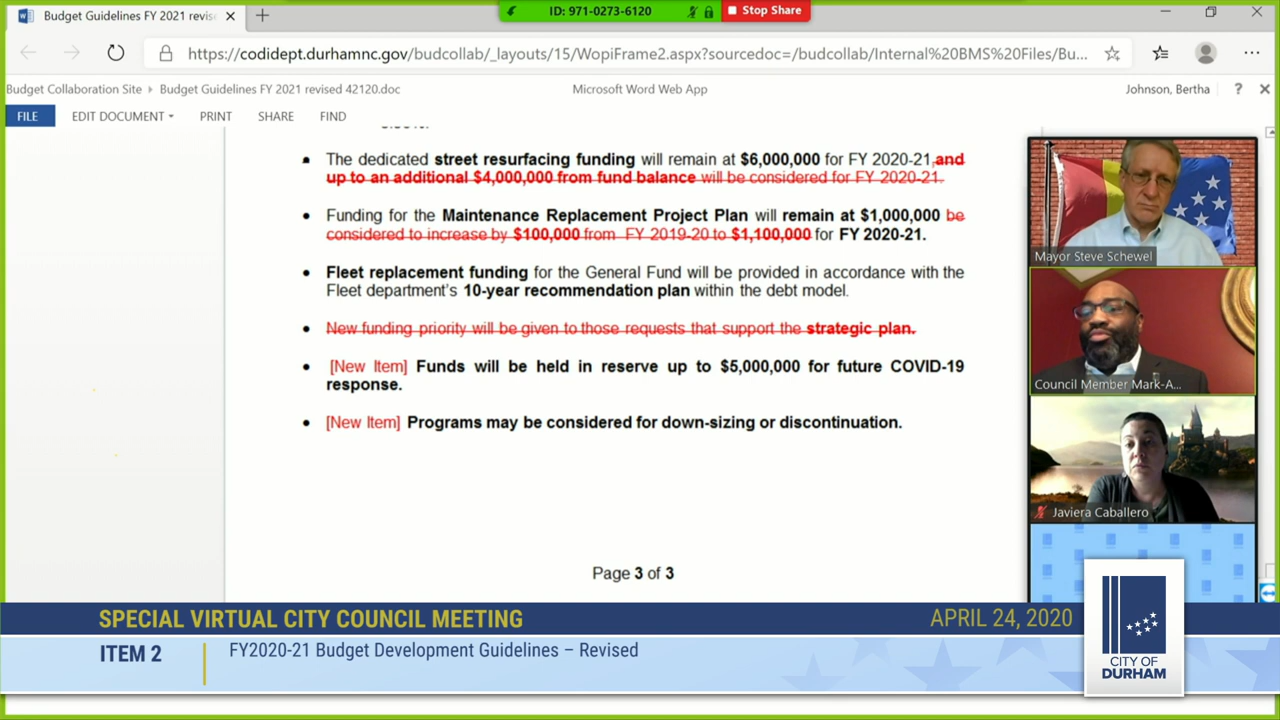 Budget Guidelines FY 2021 revise
ID: 971-0273-6120
Stop Share
https://codidept.durhamnc.gov/budcollab/_layouts/15/WopiFrame2.aspx?sourcedoc=/budcollab/Internal%20BMS%20Files/Bu...
Budget Collaboration Site ▸ Budget Guidelines FY 2021 revised 42120.doc
Microsoft Word Web App
Johnson, Bertha ?
FILE EDIT DOCUMENT PRINT SHARE FIND
• The dedicated street resurfacing funding will remain at $6,000,000 for FY 2020-21, and
up to an additional $4,000,000 from fund balance will be considered for FY 2020-21.
• Funding for the Maintenance Replacement Project Plan will remain at $1,000,000 be
considered to increase by $100,000 from FY 2019-20 to $1,100,000 for FY 2020-21.
• Fleet replacement funding for the General Fund will be provided in accordance with the
Fleet department's 10-year recommendation plan within the debt model.
• New funding priority will be given to those requests that support the strategic plan.
• [New Item] Funds will be held in reserve up to $5,000,000 for future COVID-19
response.
• [New Item] Programs may be considered for down-sizing or discontinuation.
Page 3 of 3
Mayor Steve Schewel
Council Member Mark-A...
Javiera Caballero
SPECIAL VIRTUAL CITY COUNCIL MEETING
APRIL 24, 2020
ITEM 2
FY2020-21 Budget Development Guidelines – Revised
CITY OF
DURHAM